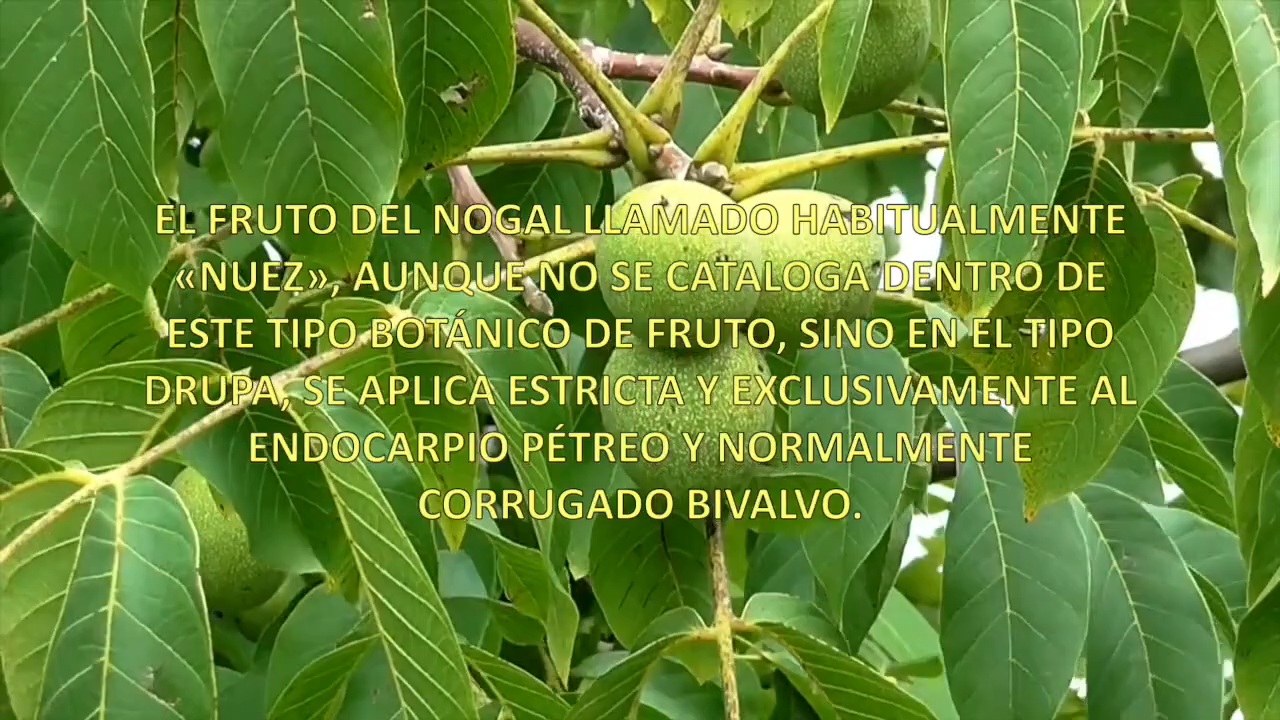 EL FRUTO DEL NOGAL LLAMADO HABITUALMENTE
«NUEZ», AUNQUE NO SE CATALOGA DENTRO DE
ESTE TIPO BOTÁNICO DE FRUTO, SINO EN EL TIPO
DRUPA, SE APLICA ESTRICTA Y EXCLUSIVAMENTE AL
ENDOCARPIO PÉTREO Y NORMALMENTE
CORRUGADO BIVALVO.